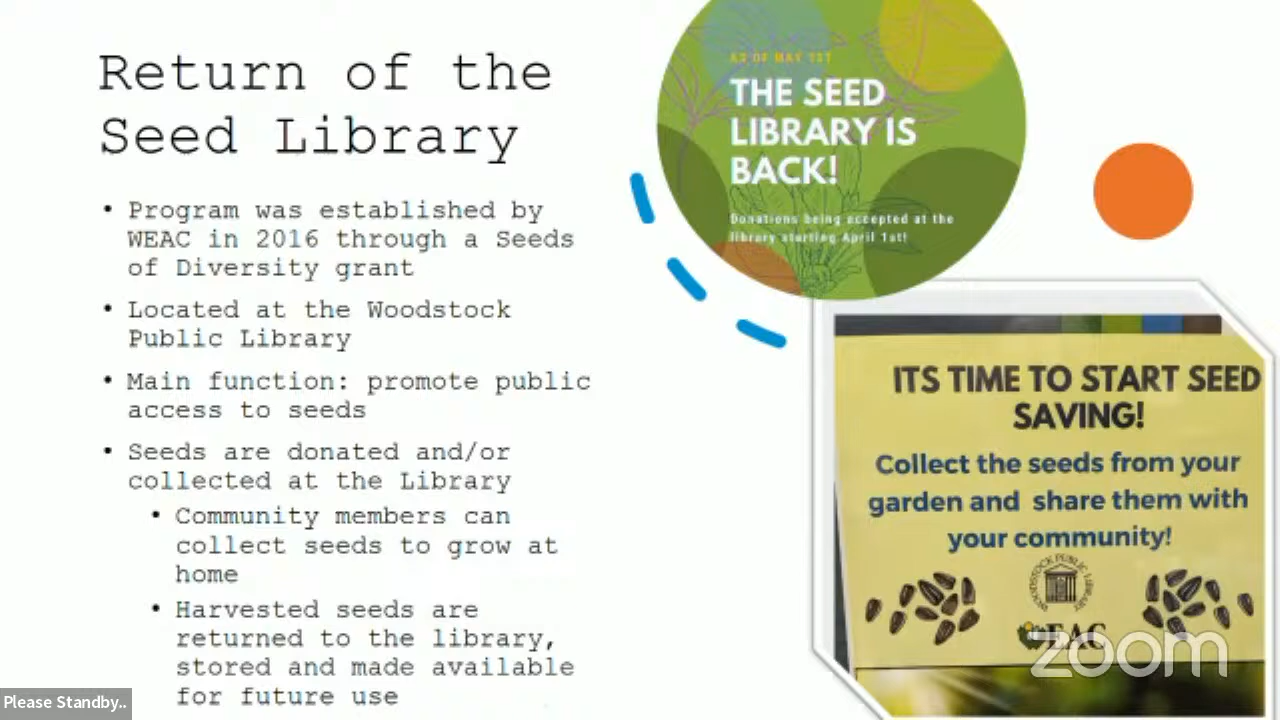 Return of the
Seed Library
• Program was established by
WEAC in 2016 through a Seeds
of Diversity grant
• Located at the Woodstock
Public Library
• Main function: promote public
access to seeds
• Seeds are donated and/or
collected at the Library
• Community members can
collect seeds to grow at
home
• Harvested seeds are
returned to the library,
stored and made available
for future use
AS OF MAY 1ST
THE SEED
LIBRARY IS
BACK!
Donations being accepted at the
library starting April 1st!
ITS TIME TO START SEED
SAVING!
Collect the seeds from your
garden and share them with
your community!
WOODSTOCK PUBLIC LIBRARY
WEAC
zoom
Please Standby..